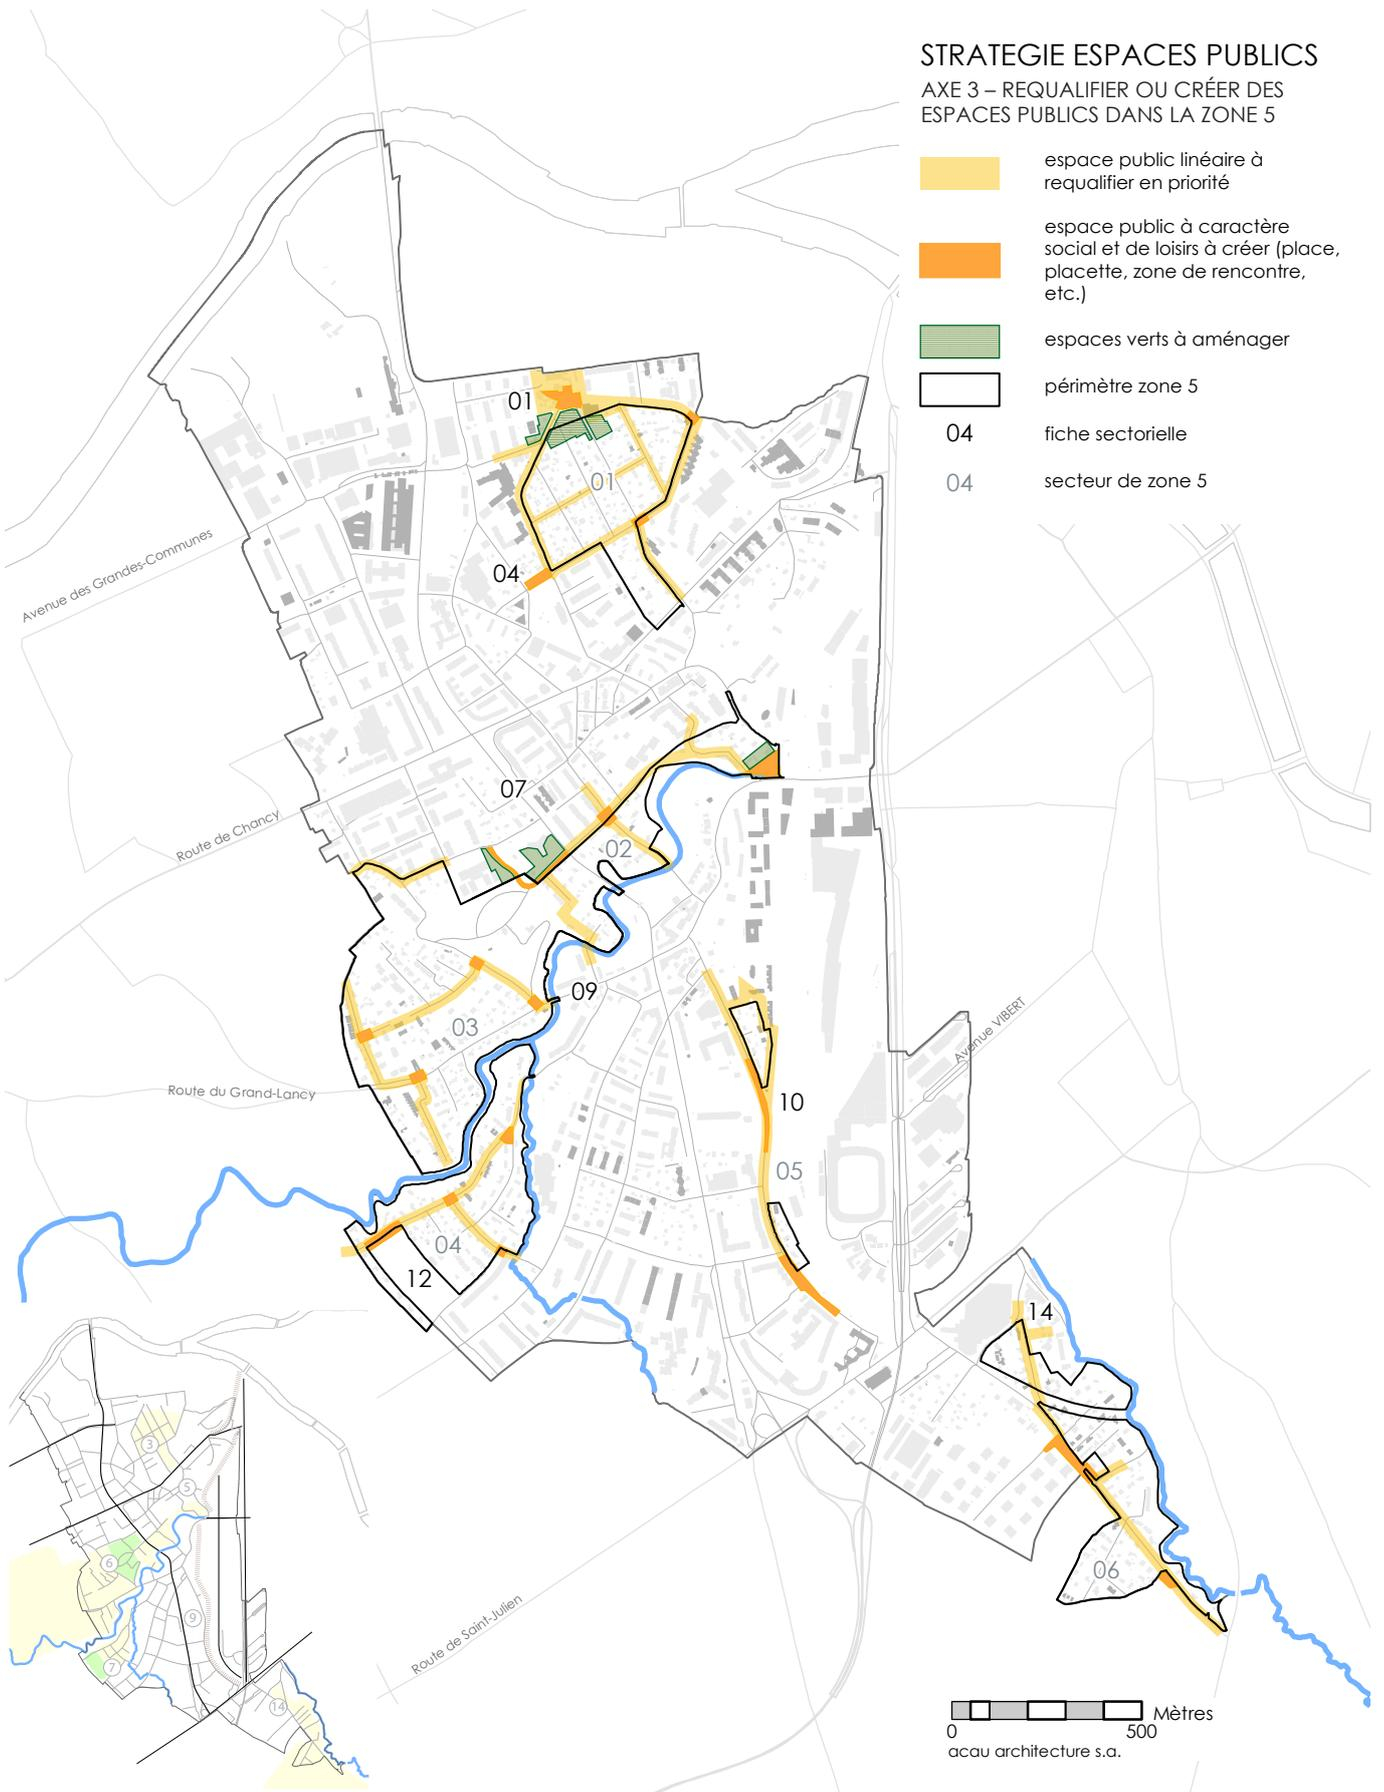 STRATEGIE ESPACES PUBLICS
AXE 3 – REQUALIFIER OU CRÉER DES
ESPACES PUBLICS DANS LA ZONE 5
espace public linéaire à
requalifier en priorité
espace public à caractère
social et de loisirs à créer (place,
placette, zone de rencontre,
etc.)
espaces verts à aménager
périmètre zone 5
04
fiche sectorielle
04
secteur de zone 5
01
01
04
Avenue des Grandes-Communes
07
Route de Chancy
02
09
03
Avenue VIBERT
Route du Grand-Lancy
10
05
04
12
14
06
3
5
6
9
7
14
Route de Saint-Julien
Mètres
0
500
acau architecture s.a.